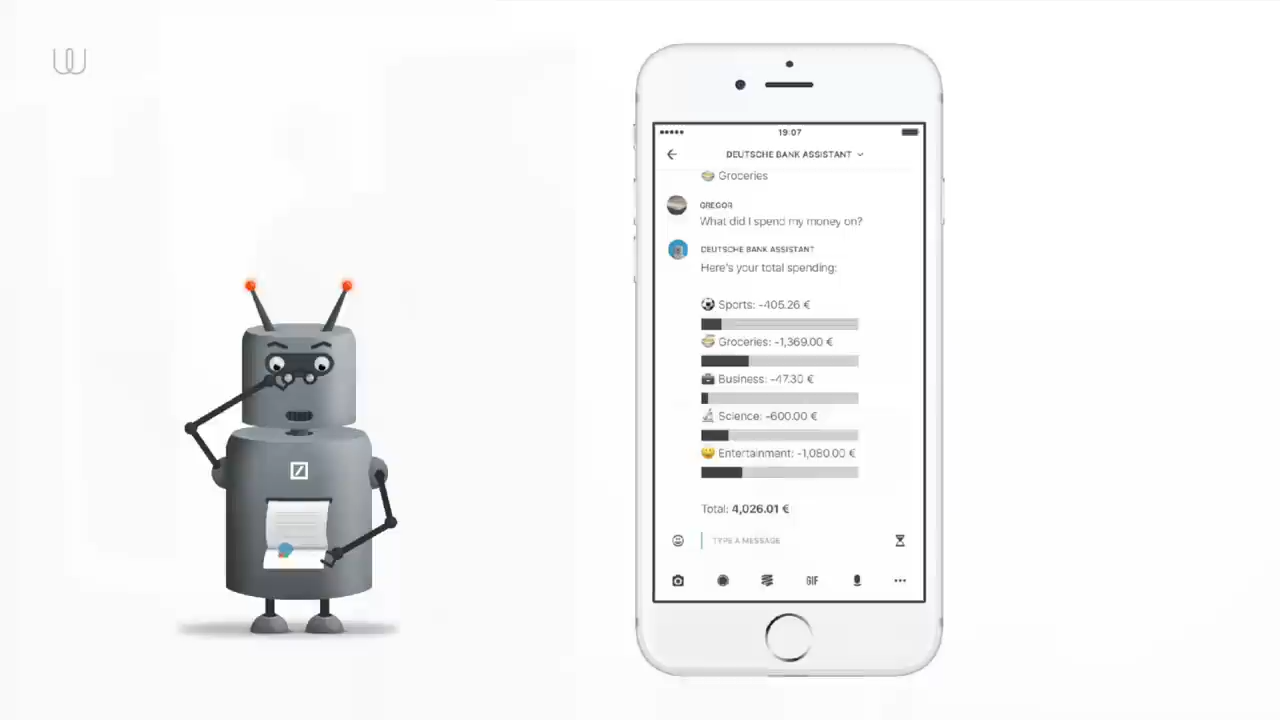 19:07
DEUTSCHE BANK ASSISTANT
Groceries
GREGOR
What did I spend my money on?
DEUTSCHE BANK ASSISTANT
Here's your total spending:
Sports: -405.26 €
Groceries: -1,369.00 €
Business: -47.30 €
Science: -600.00 €
Entertainment: -1,080.00 €
Total: 4,026.01 €
TYPE A MESSAGE
GIF